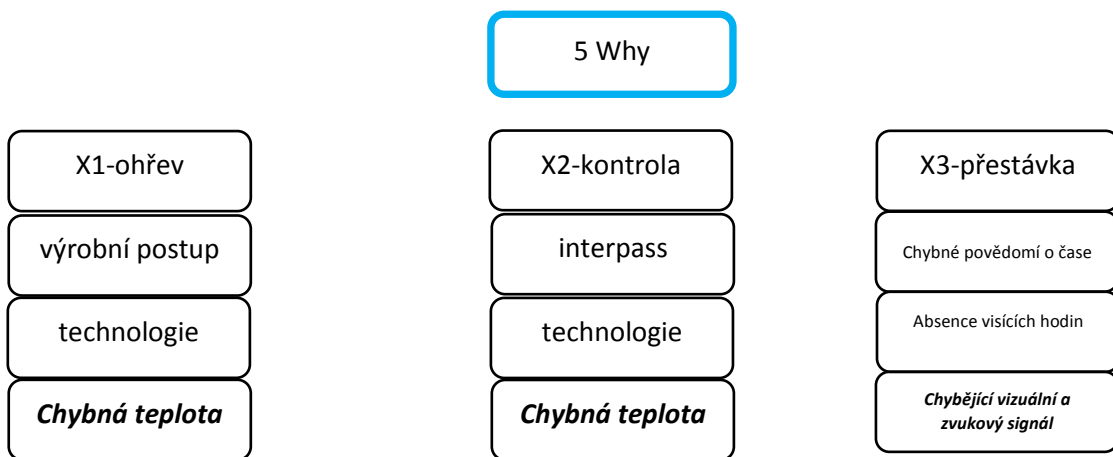 5 Why
X1-ohřev
výrobní postup
technologie
Chybná teplota
X2-kontrola
interpass
technologie
Chybná teplota
X3-přestávka
Chybné povědomí o čase
Absence visících hodin
Chybějící vizuální a
zvukový signál